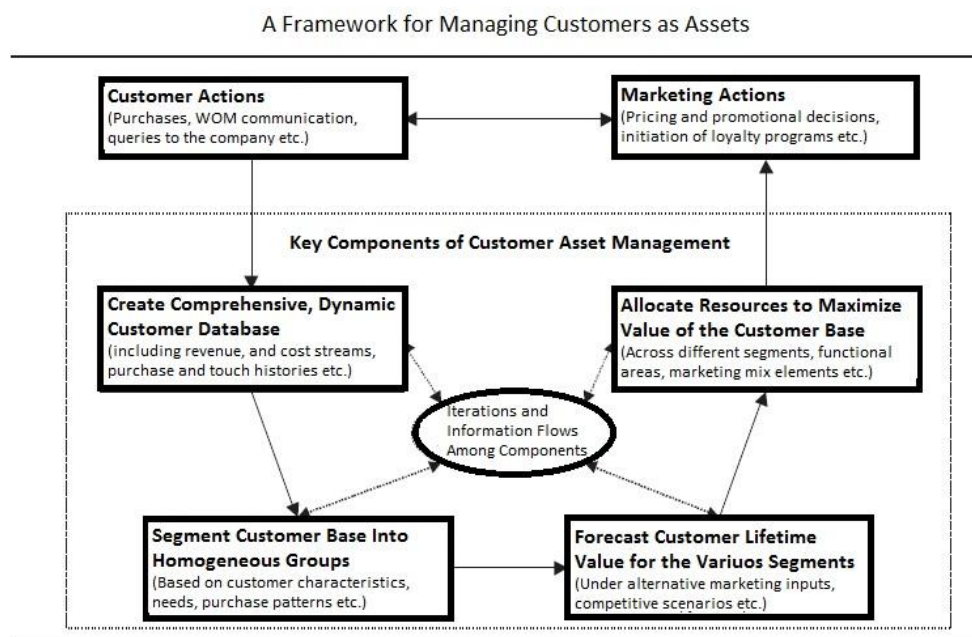 A Framework for Managing Customers as Assets
Customer Actions
(Purchases, WOM communication,
queries to the company etc.)
Marketing Actions
(Pricing and promotional decisions,
initiation of loyalty programs etc.)
Key Components of Customer Asset Management
Create Comprehensive, Dynamic
Customer Database
(including revenue, and cost streams,
purchase and touch histories etc.)
Allocate Resources to Maximize
Value of the Customer Base
(Across different segments, functional
areas, marketing mix elements etc.)
Iterations and
Information Flows
Among Components
Segment Customer Base Into
Homogeneous Groups
(Based on customer characteristics,
needs, purchase patterns etc.)
Forecast Customer Lifetime
Value for the Variuos Segments
(Under alternative marketing inputs,
competitive scenarios etc.)